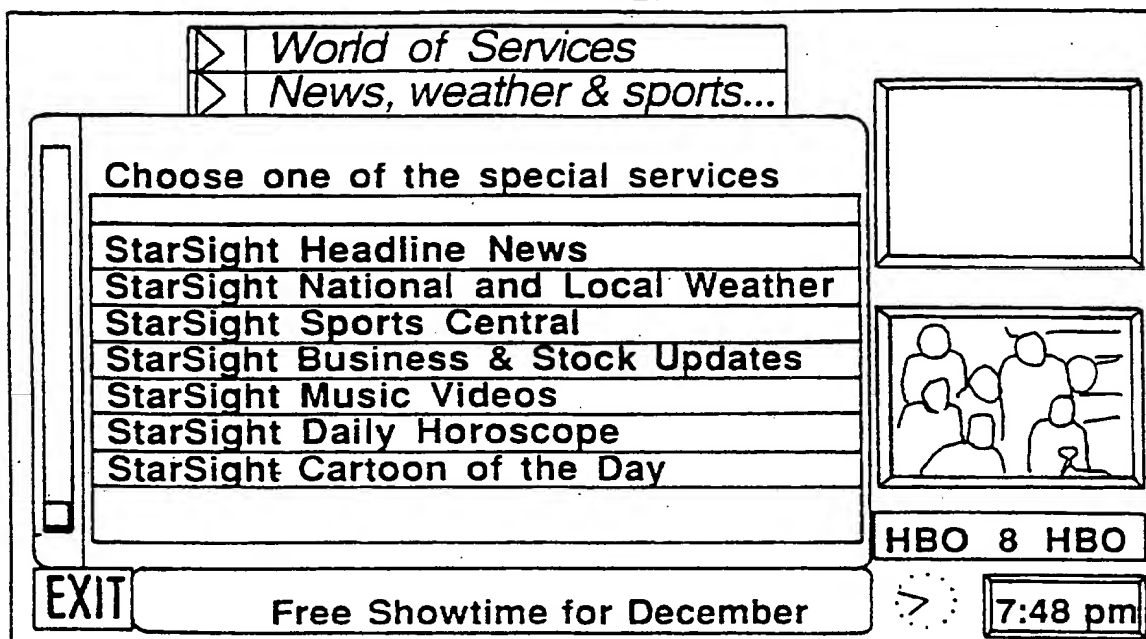 World of Services
News, weather & sports...
Choose one of the special services
StarSight Headline News
StarSight National and Local Weather
StarSight Sports Central
StarSight Business & Stock Updates
StarSight Music Videos
StarSight Daily Horoscope
StarSight Cartoon of the Day
HBO 8 HBO
EXIT
Free Showtime for December
7:48 pm